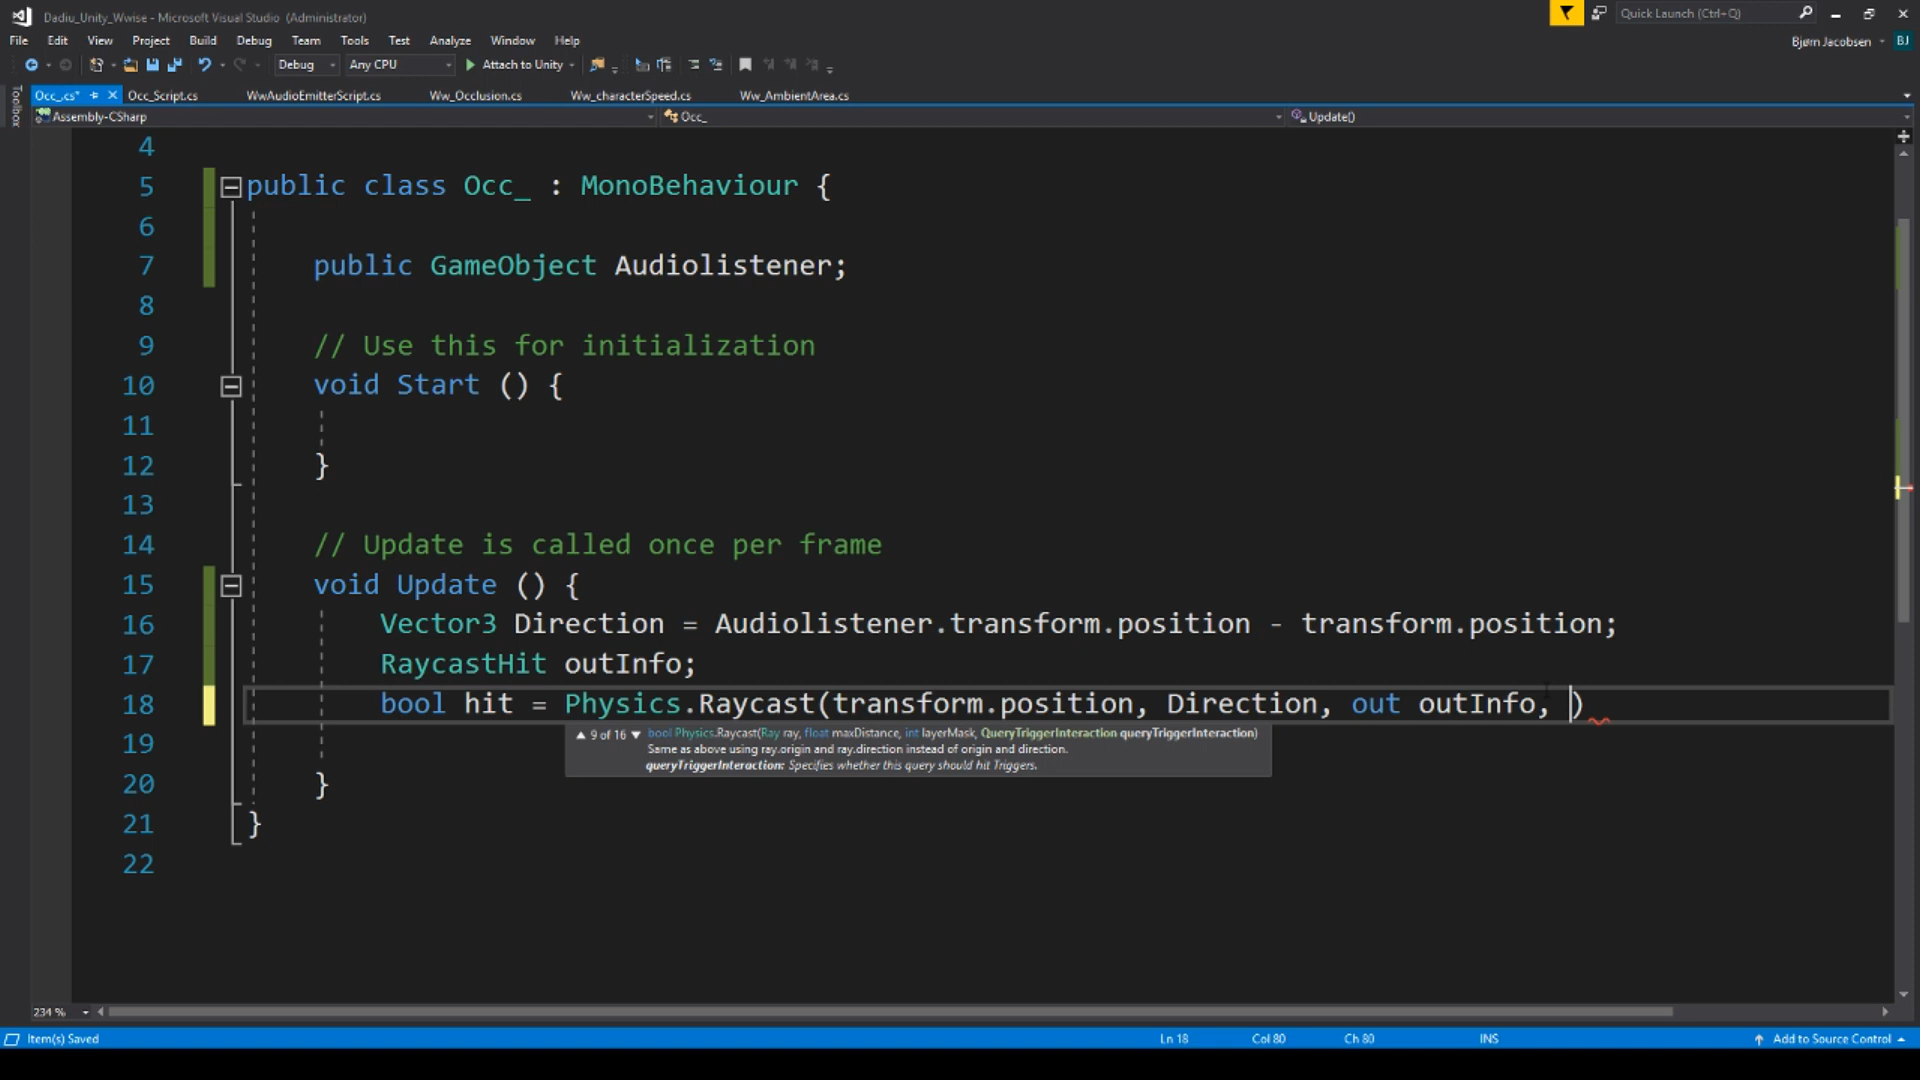 Dadiu_Unity_Wwise - Microsoft Visual Studio (Administrator)
Quick Launch (Ctrl+Q)
File Edit View Project Build Debug Team Tools Test Analyze Window Help
Bjørn Jacobsen BJ
Debug Any CPU Attach to Unity
Toolbox
Occ_.cs* Occ_Script.cs WwAudioEmitterScript.cs Ww_Occlusion.cs Ww_characterSpeed.cs Ww_AmbientArea.cs
Assembly-CSharp Occ_ Update()
4
5 public class Occ_ : MonoBehaviour {
6
7 public GameObject Audiolistener;
8
9 // Use this for initialization
10 void Start () {
11
12 }
13
14 // Update is called once per frame
15 void Update () {
16 Vector3 Direction = Audiolistener.transform.position - transform.position;
17 RaycastHit outInfo;
18 bool hit = Physics.Raycast(transform.position, Direction, out outInfo, )
▲ 9 of 16 ▼ bool Physics.Raycast(Ray ray, float maxDistance, int layerMask, QueryTriggerInteraction queryTriggerInteraction)
Same as above using ray.origin and ray.direction instead of origin and direction.
queryTriggerInteraction: Specifies whether this query should hit Triggers.
19
20 }
21 }
22
234 %
Item(s) Saved Ln 18 Col 80 Ch 80 INS Add to Source Control